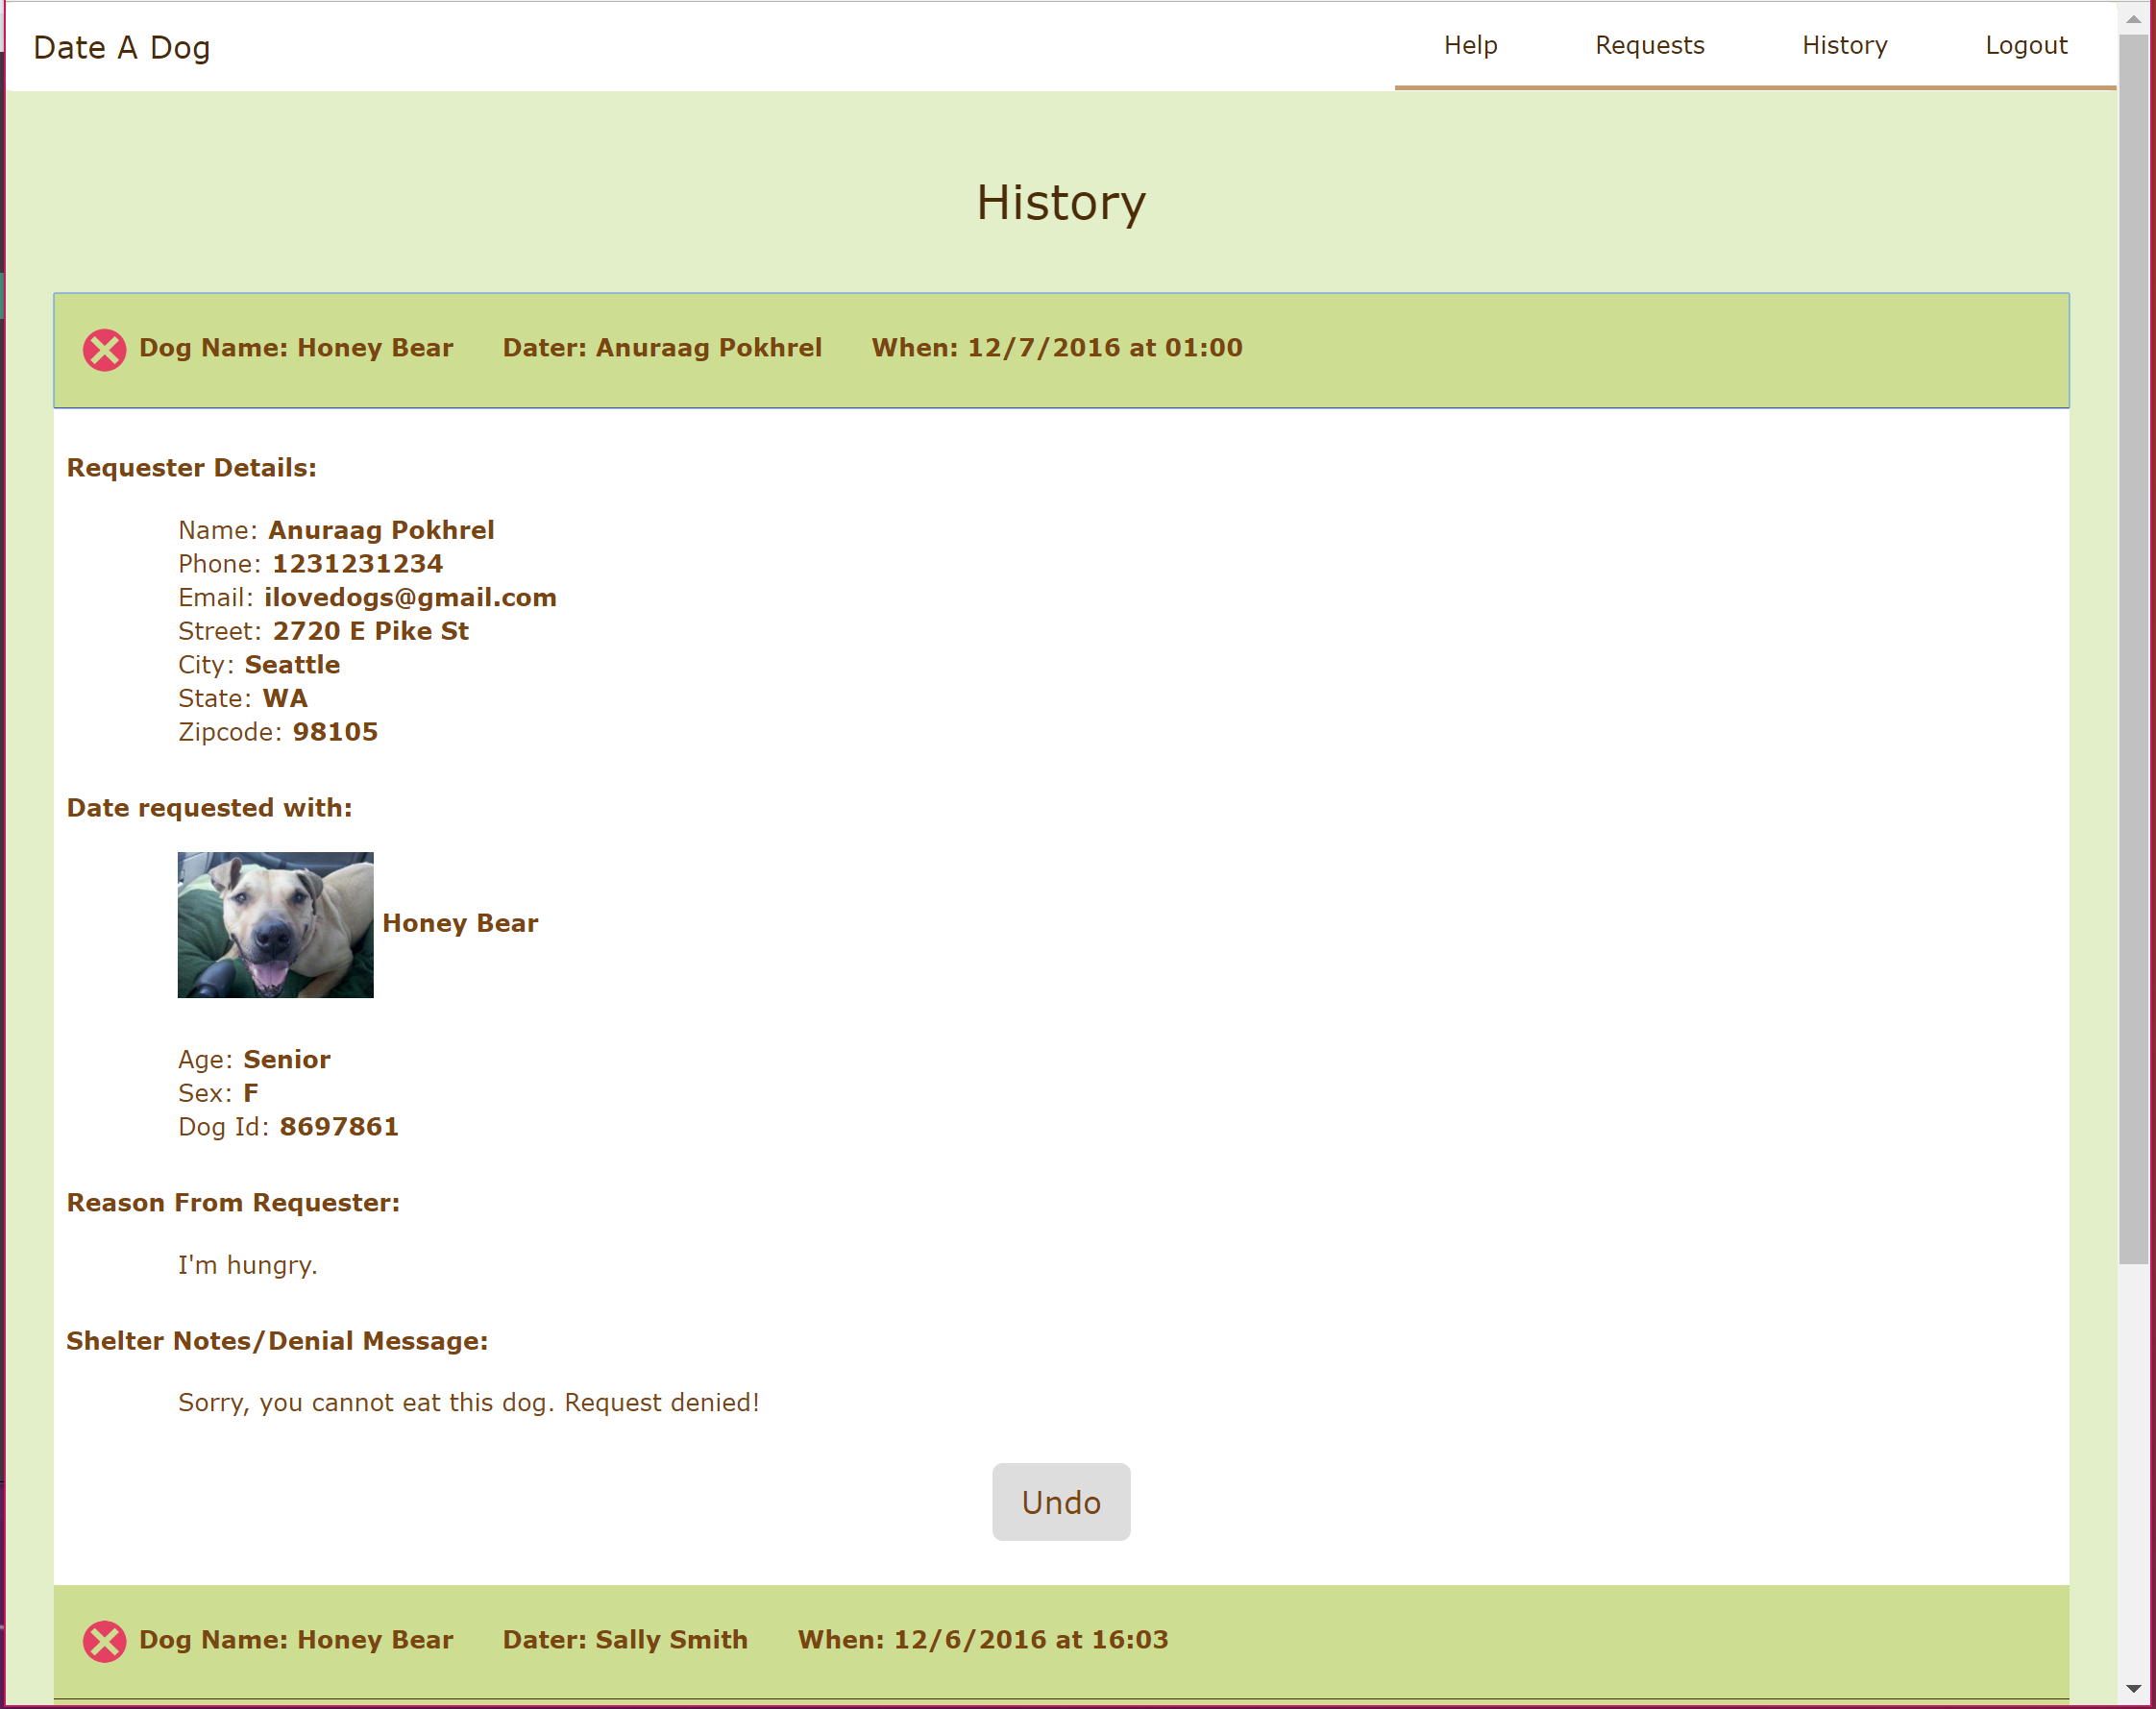 Date A Dog
Help Requests History Logout
History
Dog Name: Honey Bear Dater: Anuraag Pokhrel When: 12/7/2016 at 01:00
Requester Details:
Name: Anuraag Pokhrel
Phone: 1231231234
Email: ilovedogs@gmail.com
Street: 2720 E Pike St
City: Seattle
State: WA
Zipcode: 98105
Date requested with:
Honey Bear
Age: Senior
Sex: F
Dog Id: 8697861
Reason From Requester:
I'm hungry.
Shelter Notes/Denial Message:
Sorry, you cannot eat this dog. Request denied!
Undo
Dog Name: Honey Bear Dater: Sally Smith When: 12/6/2016 at 16:03